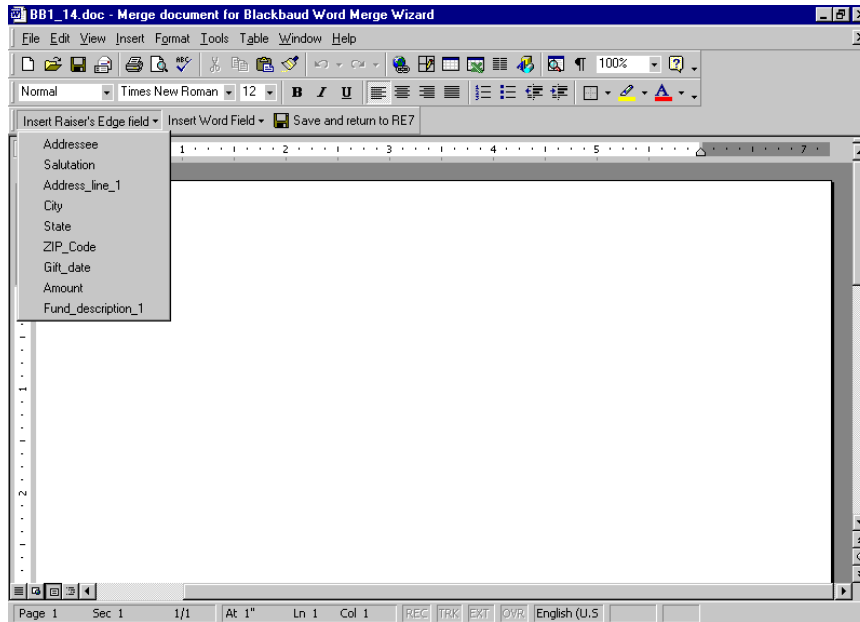 BB1_14.doc - Merge document for Blackbaud Word Merge Wizard
File Edit View Insert Format Tools Table Window Help
ABC 100%
Normal Times New Roman 12 B I U A
Insert Raiser's Edge field Insert Word Field Save and return to RE7
Addressee
1 2 3 4 5 7
Salutation
Address_line_1
City
State
ZIP_Code
Gift_date
Amount
Fund_description_1
1
2
Page 1 Sec 1 1/1 At 1" Ln 1 Col 1 REC TRK EXT OVR English (U.S